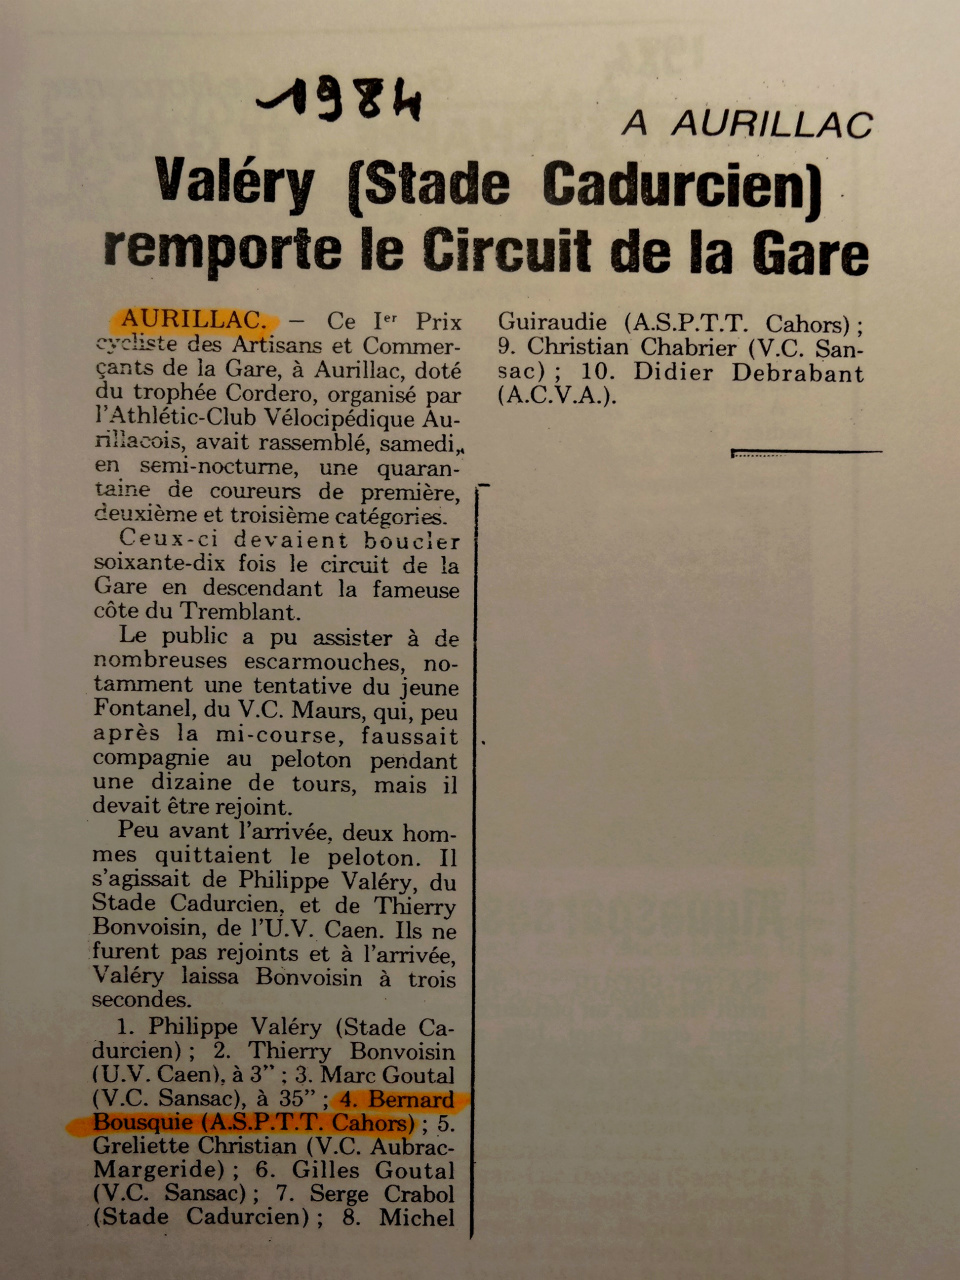 1984
A AURILLAC
Valéry (Stade Cadurcien)
remporte le Circuit de la Gare
AURILLAC. — Ce Ier Prix
cycliste des Artisans et Commer-
çants de la Gare, à Aurillac, doté
du trophée Cordero, organisé par
l'Athlétic-Club Vélocipédique Au-
rillacois, avait rassemblé, samedi,
en semi-nocturne, une quaran-
taine de coureurs de première,
deuxième et troisième catégories.
Ceux-ci devaient boucler
soixante-dix fois le circuit de la
Gare en descendant la fameuse
côte du Tremblant.
Le public a pu assister à de
nombreuses escarmouches, no-
tamment une tentative du jeune
Fontanel, du V.C. Maurs, qui, peu
après la mi-course, faussait
compagnie au peloton pendant
une dizaine de tours, mais il
devait être rejoint.
Peu avant l'arrivée, deux hom-
mes quittaient le peloton. Il
s'agissait de Philippe Valéry, du
Stade Cadurcien, et de Thierry
Bonvoisin, de l'U.V. Caen. Ils ne
furent pas rejoints et à l'arrivée,
Valéry laissa Bonvoisin à trois
secondes.
1. Philippe Valéry (Stade Ca-
durcien) ; 2. Thierry Bonvoisin
(U.V. Caen), à 3" ; 3. Marc Goutal
(V.C. Sansac), à 35" ; 4. Bernard
Bousquie (A.S.P.T.T. Cahors) ; 5.
Greliette Christian (V.C. Aubrac-
Margeride) ; 6. Gilles Goutal
(V.C. Sansac) ; 7. Serge Crabol
(Stade Cadurcien) ; 8. Michel
Guiraudie (A.S.P.T.T. Cahors) ;
9. Christian Chabrier (V.C. San-
sac) ; 10. Didier Debrabant
(A.C.V.A.).